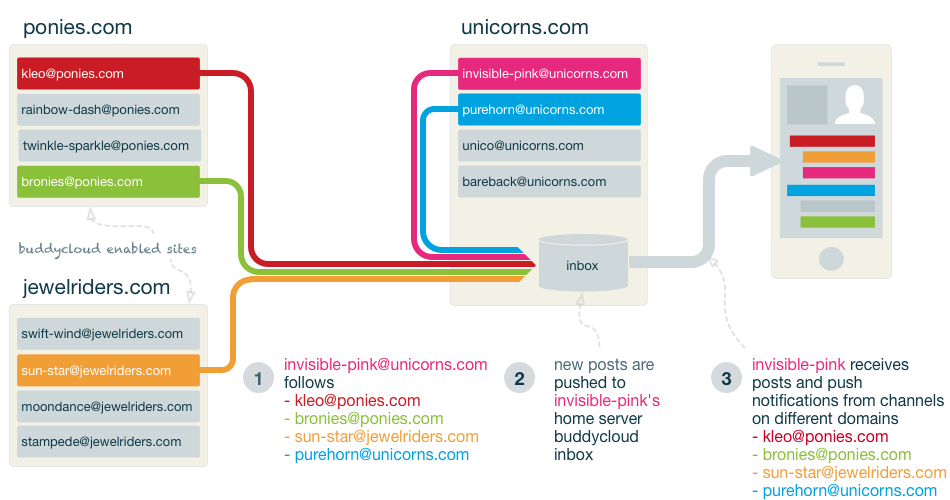 ponies.com
kleo@ponies.com
rainbow-dash@ponies.com
twinkle-sparkle@ponies.com
bronies@ponies.com
buddycloud enabled sites
jewelriders.com
swift-wind@jewelriders.com
sun-star@jewelriders.com
moondance@jewelriders.com
stampede@jewelriders.com
unicorns.com
invisible-pink@unicorns.com
purehorn@unicorns.com
unico@unicorns.com
bareback@unicorns.com
inbox
1
invisible-pink@unicorns.com
follows
- kleo@ponies.com
- bronies@ponies.com
- sun-star@jewelriders.com
- purehorn@unicorns.com
2
new posts are
pushed to
invisible-pink's
home server
buddycloud
inbox
3
invisible-pink receives
posts and push
notifications from channels
on different domains
- kleo@ponies.com
- bronies@ponies.com
- sun-star@jewelriders.com
- purehorn@unicorns.com